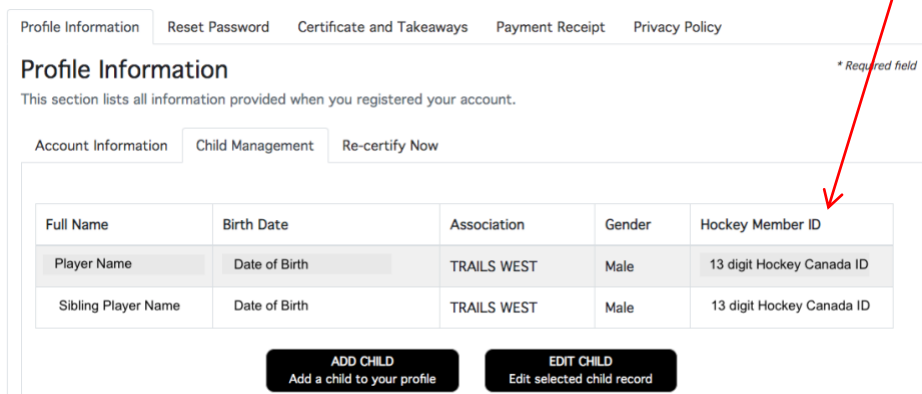 Profile Information Reset Password Certificate and Takeaways Payment Receipt Privacy Policy
Profile Information * Required field
This section lists all information provided when you registered your account.
Account Information Child Management Re-certify Now
Full Name Birth Date Association Gender Hockey Member ID
Player Name Date of Birth TRAILS WEST Male 13 digit Hockey Canada ID
Sibling Player Name Date of Birth TRAILS WEST Male 13 digit Hockey Canada ID
ADD CHILD EDIT CHILD
Add a child to your profile Edit selected child record